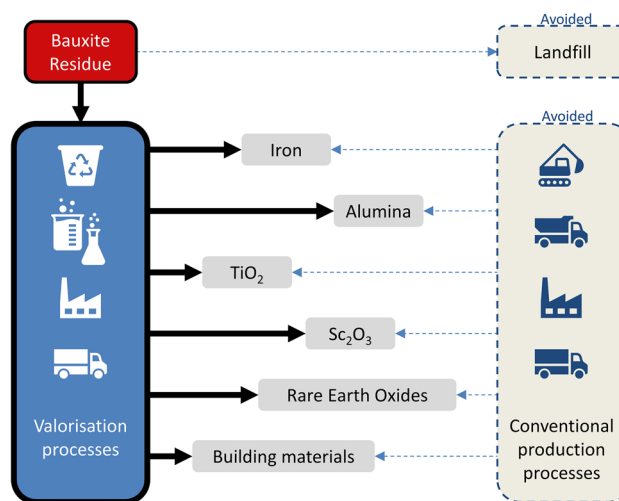 Bauxite
Residue
Avoided
Landfill
Avoided
Iron
Alumina
TiO₂
Sc₂O₃
Rare Earth Oxides
Building materials
Valorisation
processes
Conventional
production
processes